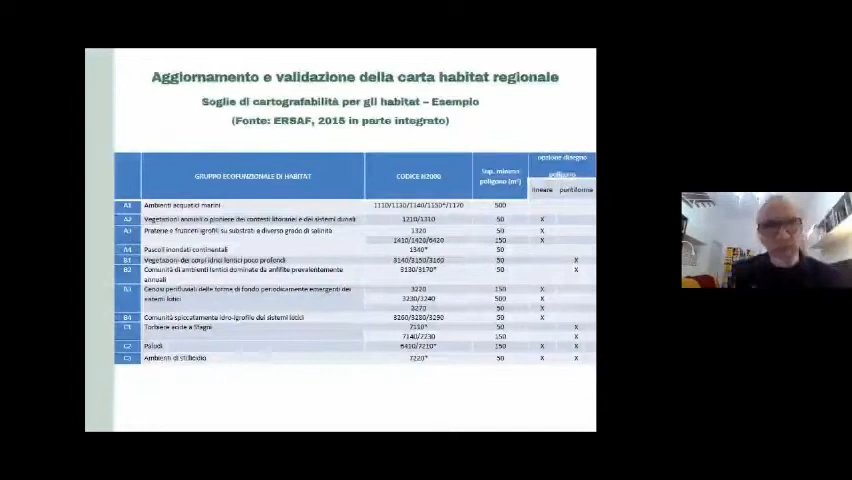 Aggiornamento e validazione della carta habitat regionale
Soglie di cartografabilità per gli habitat – Esempio
(Fonte: ERSAF, 2015 in parte integrato)
GRUPPO ECOFUNZIONALE DI HABITAT CODICE N2000 Sup. minima poligono (m²) opzione disegno poligono lineare puntiforme
A1 Ambienti acquatici marini 1110/1130/1140/1150*/1170 500
A2 Vegetazioni annuali o pioniere dei contesti litoranei e dei sistemi dunali 1210/1310 50 X
A3 Praterie e frutticeti igrofili su substrati a diverso grado di salinità 1320 50 X
1410/1420/6420 150 X
A4 Pascoli inondati continentali 1340* 50
B1 Vegetazioni dei corpi idrici lentici poco profondi 3140/3150/3160 50 X
B2 Comunità di ambienti lentici dominate da anfifite prevalentemente annuali 3130/3170* 50 X
B3 Cenosi perifluviali delle forme di fondo periodicamente emergenti dei sistemi lotici 3220 150 X
3230/3240 500 X
3270 50 X
B4 Comunità spiccatamente idro-igrofile dei sistemi lotici 3260/3280/3290 50 X
C1 Torbiere acide a Sfagni 7110* 50 X
7140/7230 150 X
C2 Paludi 6410/7210* 150 X X
C3 Ambienti di stillicidio 7220* 50 X X